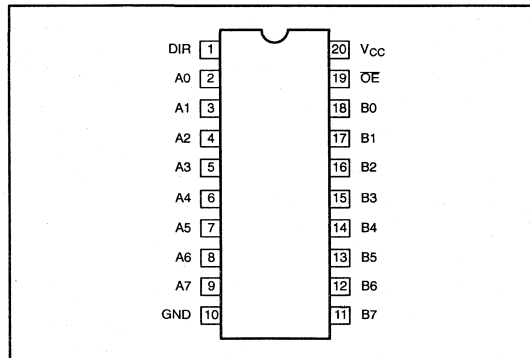 DIR 1 20 VCC
A0 2 19 OE
A1 3 18 B0
A2 4 17 B1
A3 5 16 B2
A4 6 15 B3
A5 7 14 B4
A6 8 13 B5
A7 9 12 B6
GND 10 11 B7